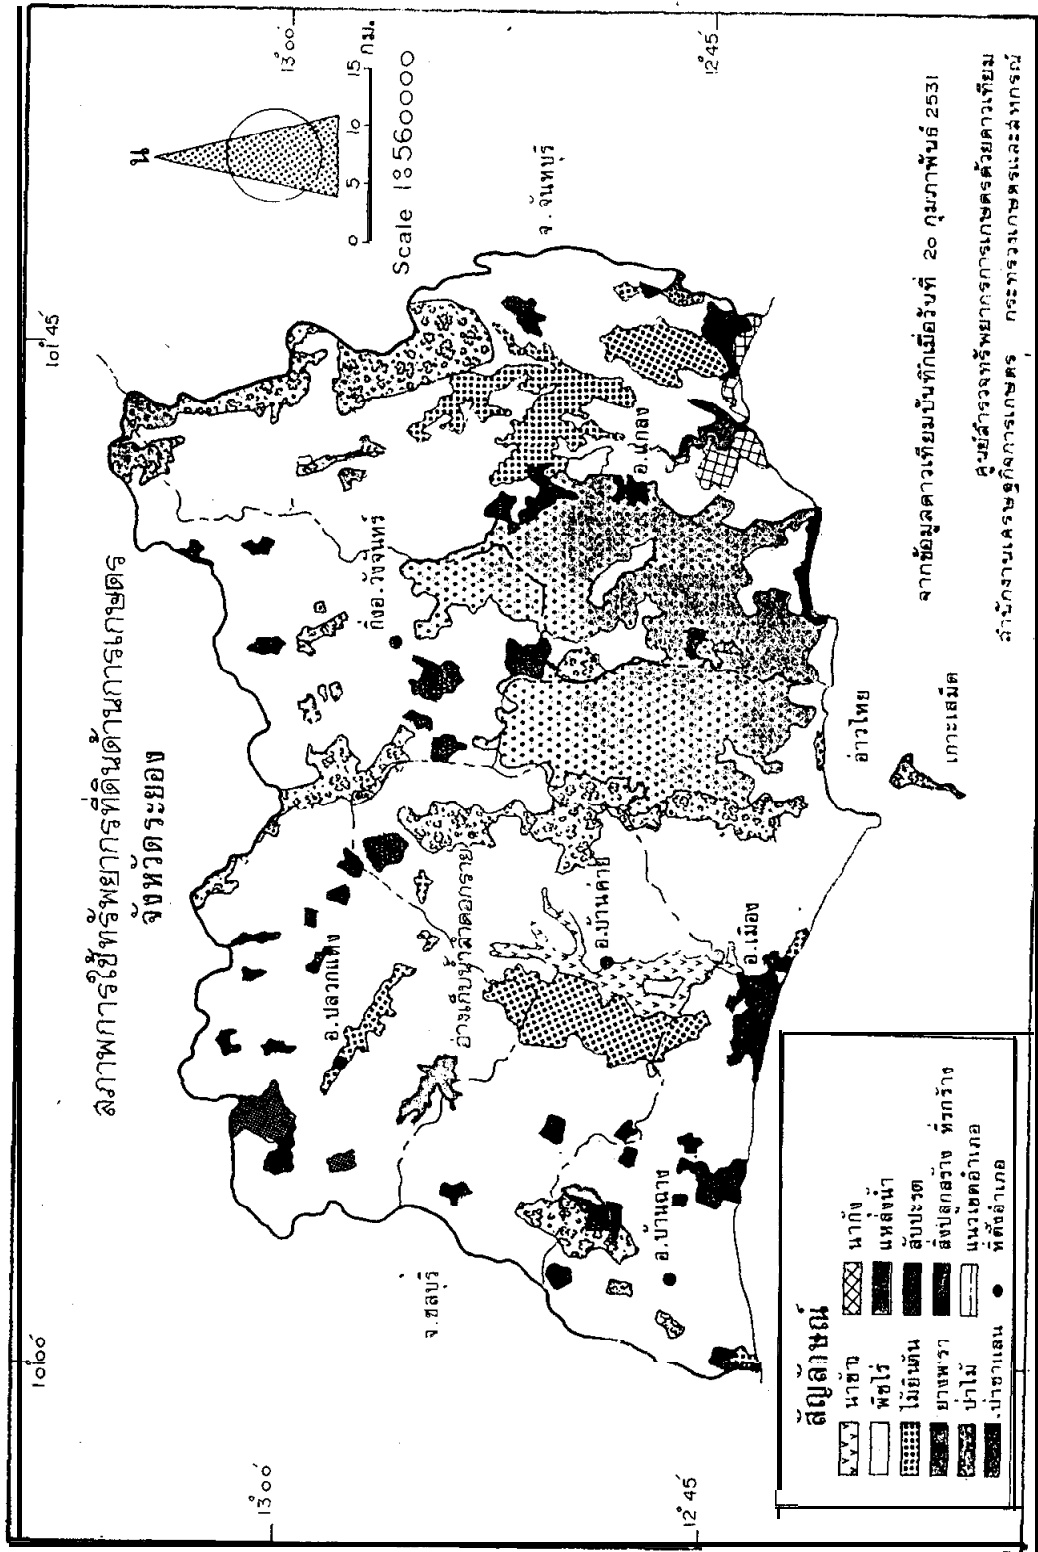 สภาพการใช้ทรัพยากรที่ดินด้านการเกษตร
จังหวัดระยอง
น
0 5 10 15 กม.
Scale 1:560000
101°00'
101°45'
13°00'
13°00'
12°45'
12°45'
จ.ชลบุรี
จ.จันทบุรี
อ.ปลวกแดง
กิ่งอ.วังจันทร์
อ่างเก็บน้ำดอกกราย
อ.บ้านค่าย
อ.แกลง
อ.บ้านฉาง
อ.เมือง
อ่าวไทย
เกาะเสม็ด
สัญลักษณ์
นาข้าว
พืชไร่
ไม้ยืนต้น
ยางพารา
ป่าไม้
ป่าชายเลน
นากุ้ง
แหล่งน้ำ
สับปะรด
สิ่งปลูกสร้าง ที่รกร้าง
แนวเขตอำเภอ
ที่ตั้งอำเภอ
จากข้อมูลดาวเทียมบันทึกเมื่อวันที่ 20 กุมภาพันธ์ 2531
ศูนย์สำรวจทรัพยากรการเกษตรด้วยดาวเทียม
สำนักงานเศรษฐกิจการเกษตร กระทรวงเกษตรและสหกรณ์